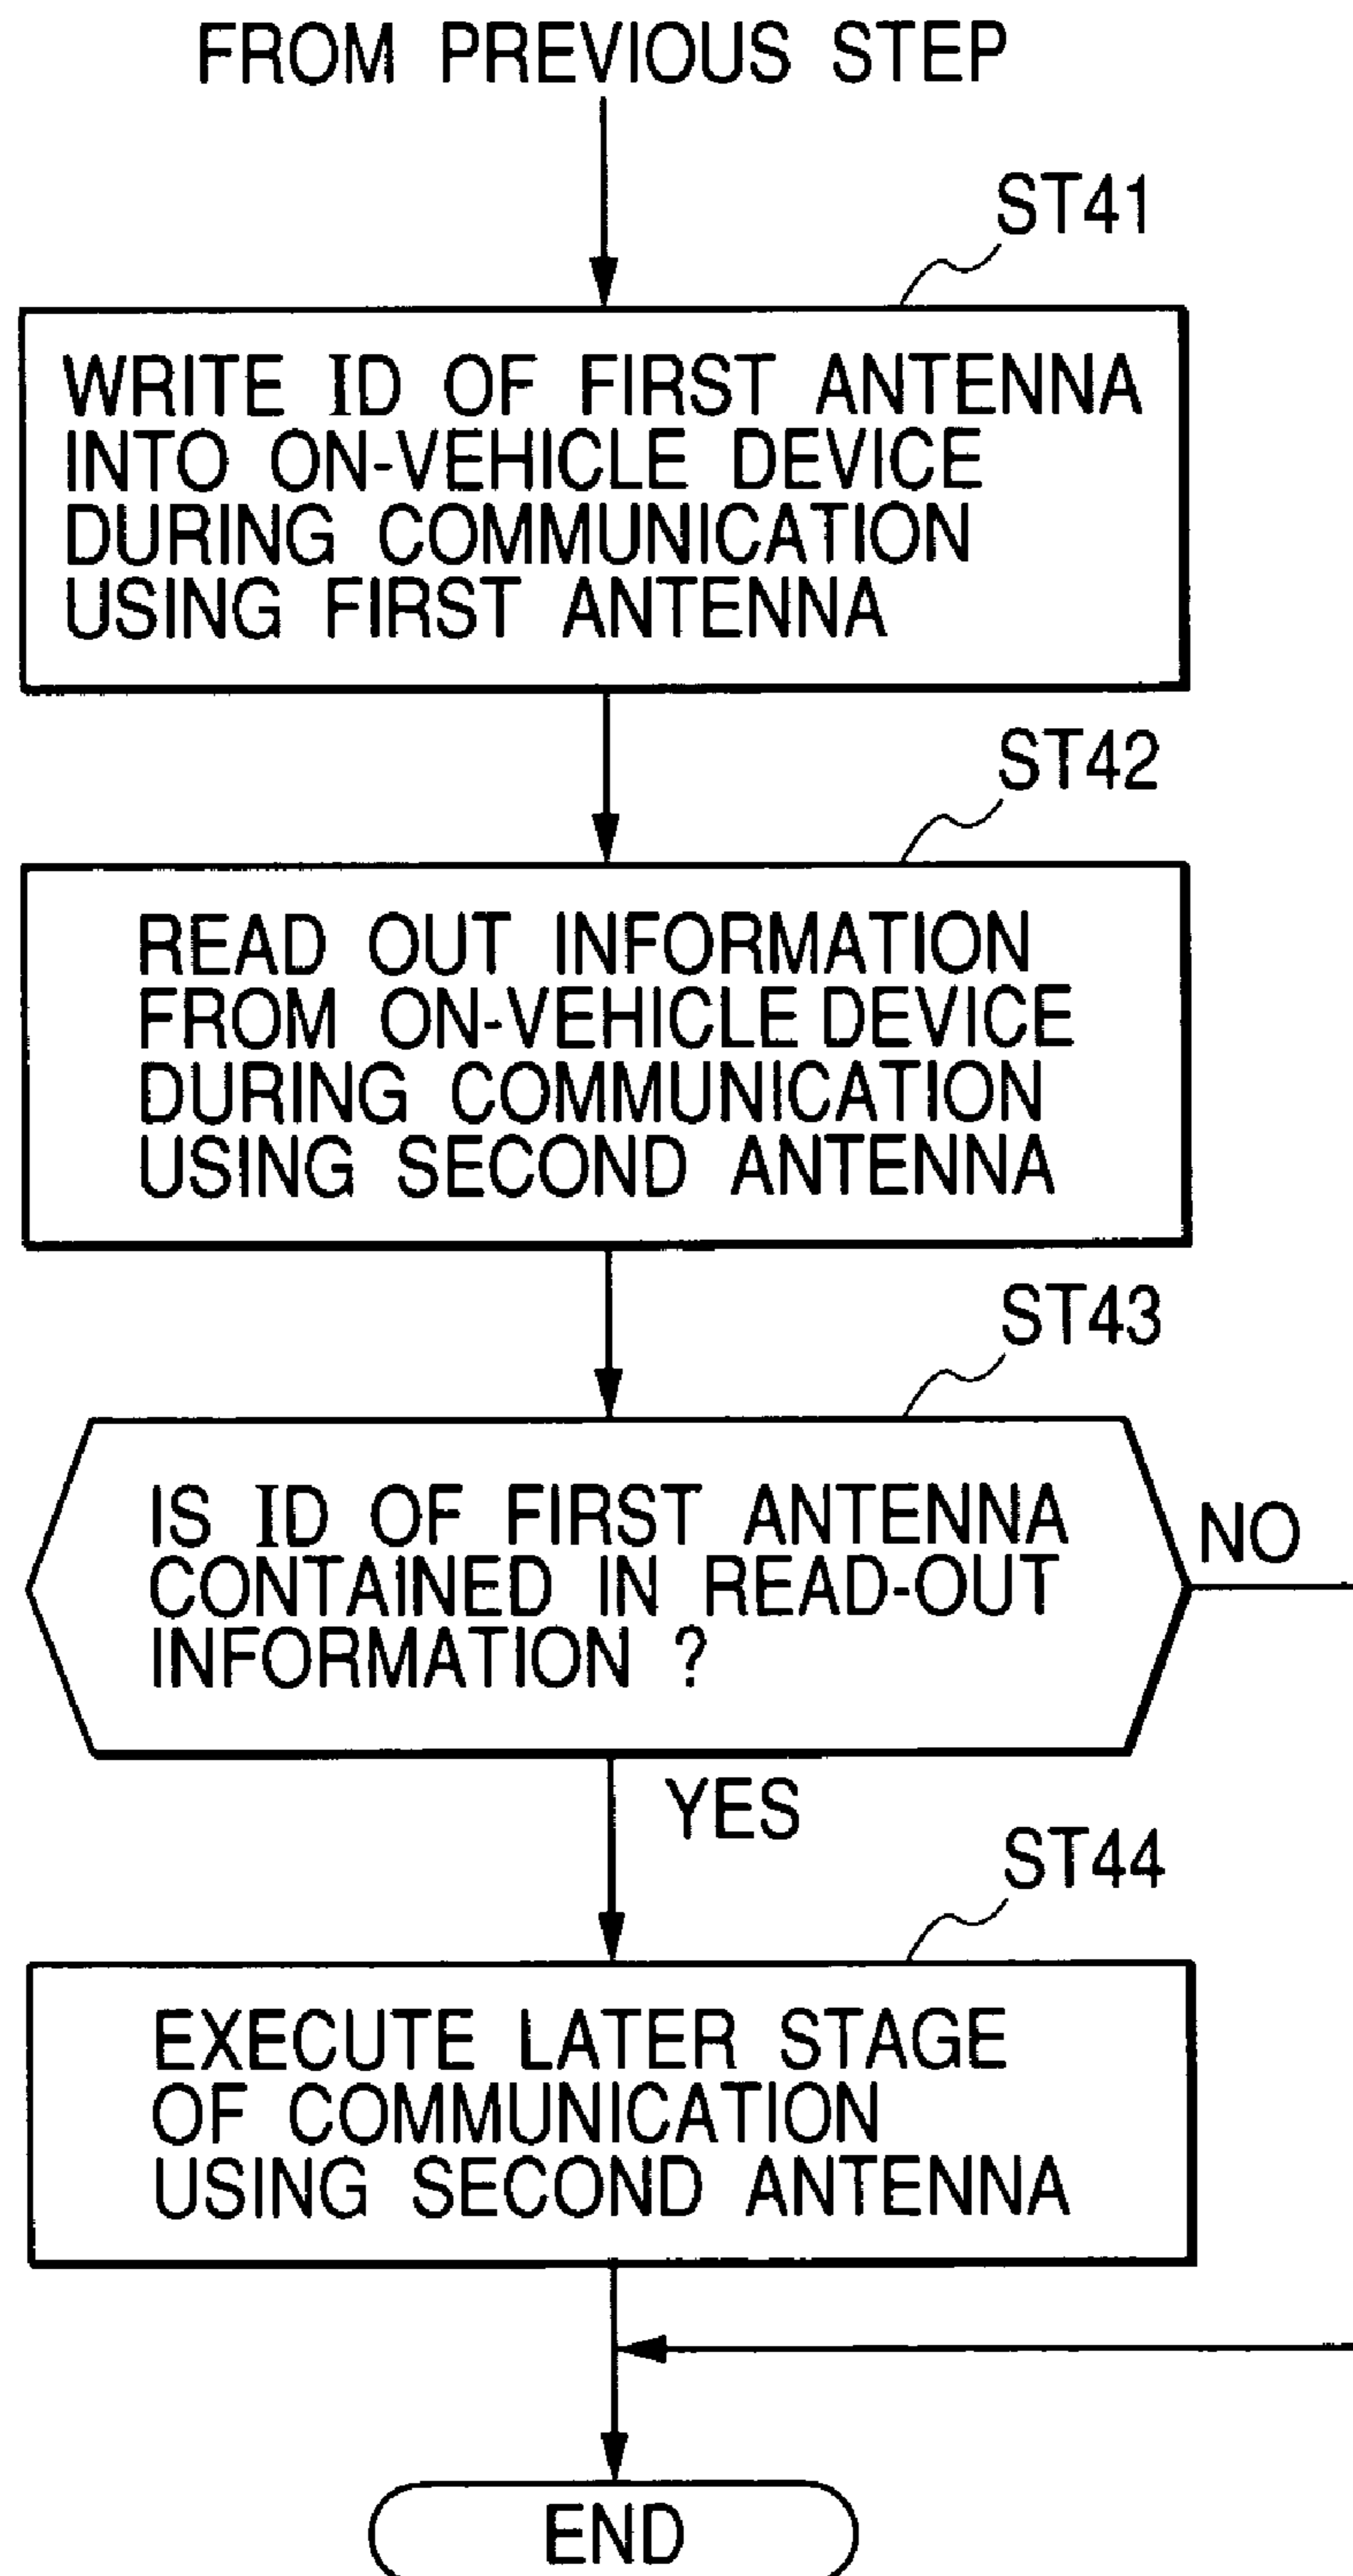 FROM PREVIOUS STEP
ST41
WRITE ID OF FIRST ANTENNA
INTO ON-VEHICLE DEVICE
DURING COMMUNICATION
USING FIRST ANTENNA
ST42
READ OUT INFORMATION
FROM ON-VEHICLE DEVICE
DURING COMMUNICATION
USING SECOND ANTENNA
ST43
IS ID OF FIRST ANTENNA
CONTAINED IN READ-OUT
INFORMATION ?
NO
YES
ST44
EXECUTE LATER STAGE
OF COMMUNICATION
USING SECOND ANTENNA
END